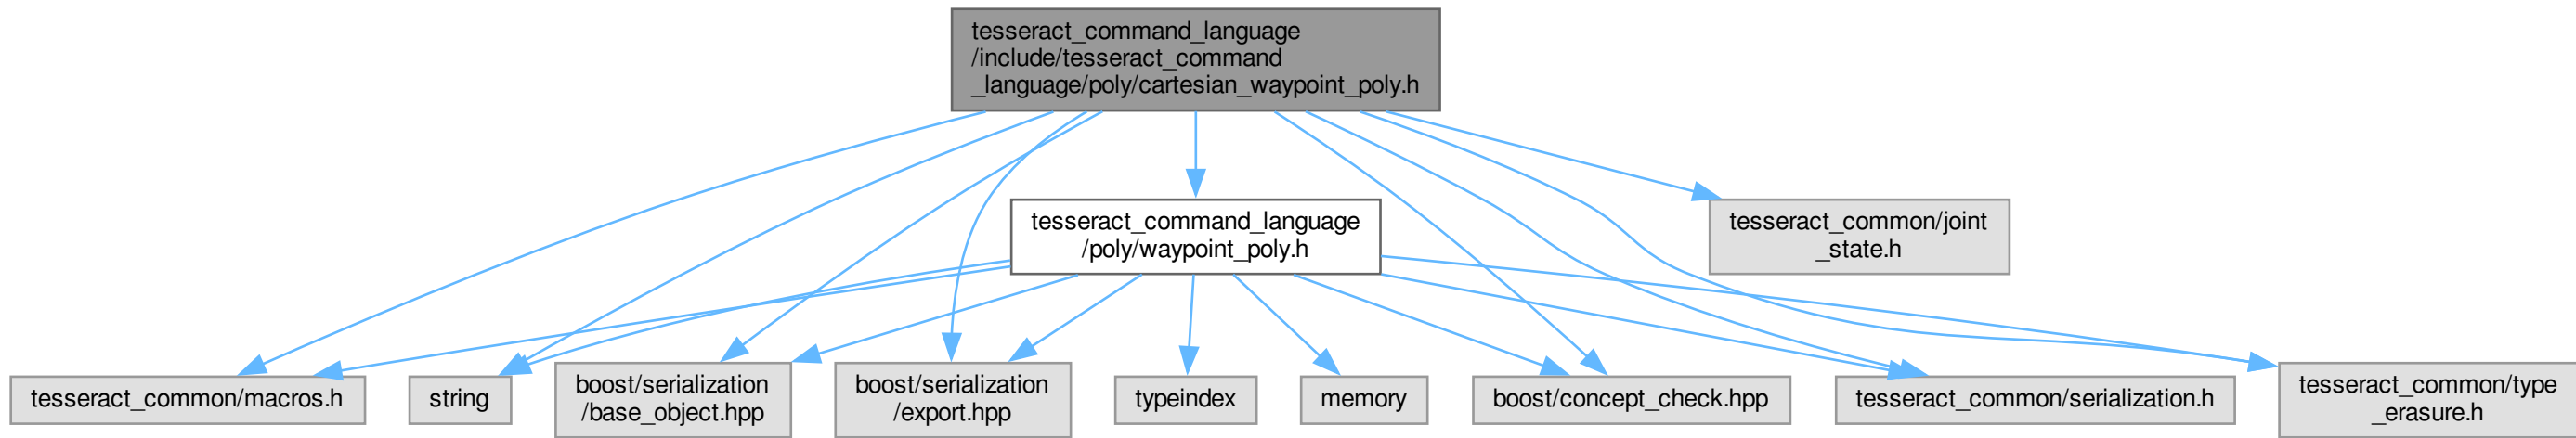 tesseract_command_language
/include/tesseract_command
_language/poly/cartesian_waypoint_poly.h
tesseract_command_language
/poly/waypoint_poly.h
tesseract_common/joint
_state.h
tesseract_common/macros.h
string
boost/serialization
/base_object.hpp
boost/serialization
/export.hpp
typeindex
memory
boost/concept_check.hpp
tesseract_common/serialization.h
tesseract_common/type
_erasure.h